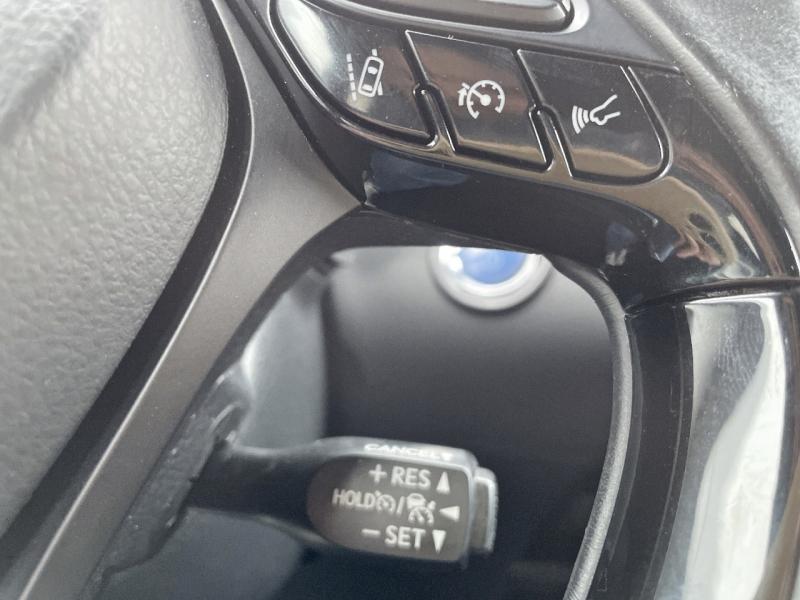 CANCEL▼
+ RES ▲
HOLD / ◀
− SET ▼